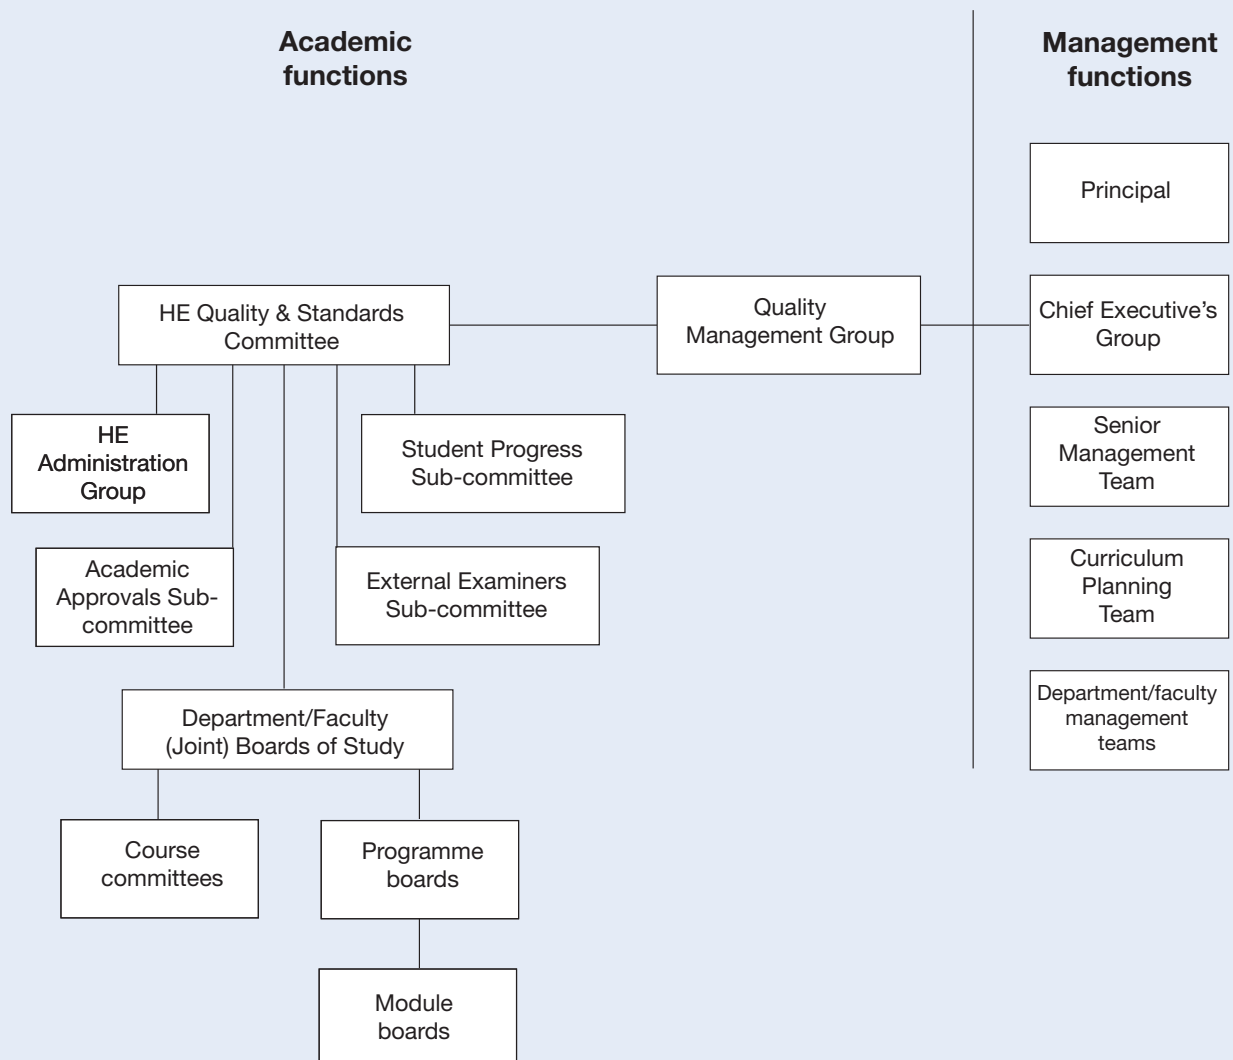 Academic
functions
Management
functions
Principal
HE Quality & Standards
Committee
Quality
Management Group
Chief Executive’s
Group
HE
Administration
Group
Student Progress
Sub-committee
Senior
Management
Team
Academic
Approvals Sub-
committee
External Examiners
Sub-committee
Curriculum
Planning
Team
Department/Faculty
(Joint) Boards of Study
Department/faculty
management
teams
Course
committees
Programme
boards
Module
boards